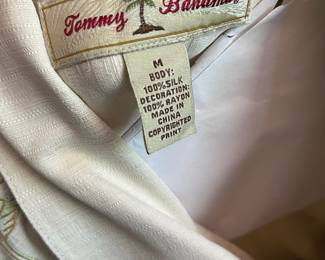 Tommy Bahama
M
BODY:
100% SILK
DECORATION:
100% RAYON
MADE IN
CHINA
COPYRIGHTED
PRINT